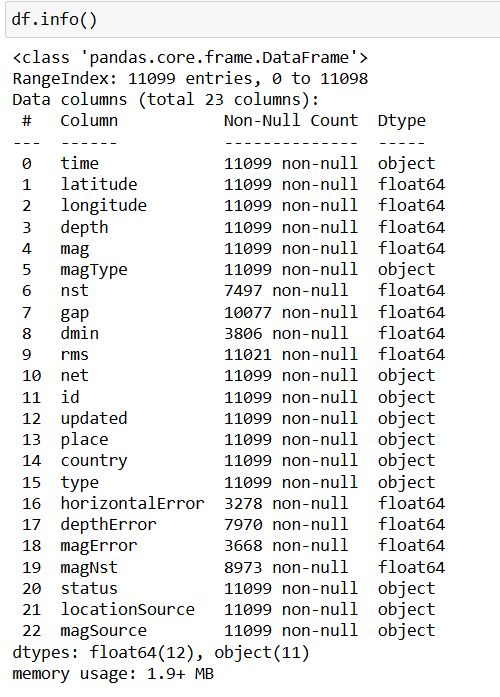 df.info()
<class 'pandas.core.frame.DataFrame'>
RangeIndex: 11099 entries, 0 to 11098
Data columns (total 23 columns):
 #   Column           Non-Null Count  Dtype
---  ------           --------------  -----
 0   time             11099 non-null  object
 1   latitude         11099 non-null  float64
 2   longitude        11099 non-null  float64
 3   depth            11099 non-null  float64
 4   mag              11099 non-null  float64
 5   magType          11099 non-null  object
 6   nst              7497 non-null   float64
 7   gap              10077 non-null  float64
 8   dmin             3806 non-null   float64
 9   rms              11021 non-null  float64
 10  net              11099 non-null  object
 11  id               11099 non-null  object
 12  updated          11099 non-null  object
 13  place            11099 non-null  object
 14  country          11099 non-null  object
 15  type             11099 non-null  object
 16  horizontalError  3278 non-null   float64
 17  depthError       7970 non-null   float64
 18  magError         3668 non-null   float64
 19  magNst           8973 non-null   float64
 20  status           11099 non-null  object
 21  locationSource   11099 non-null  object
 22  magSource        11099 non-null  object
dtypes: float64(12), object(11)
memory usage: 1.9+ MB